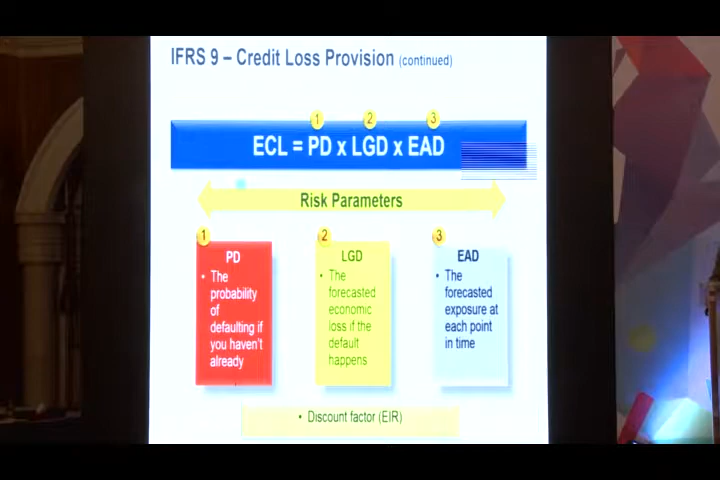 IFRS 9 – Credit Loss Provision (continued)
1 2 3
ECL = PD x LGD x EAD
Risk Parameters
1
PD
• The
probability
of
defaulting if
you haven't
already
2
LGD
• The
forecasted
economic
loss if the
default
happens
3
EAD
• The
forecasted
exposure at
each point
in time
• Discount factor (EIR)